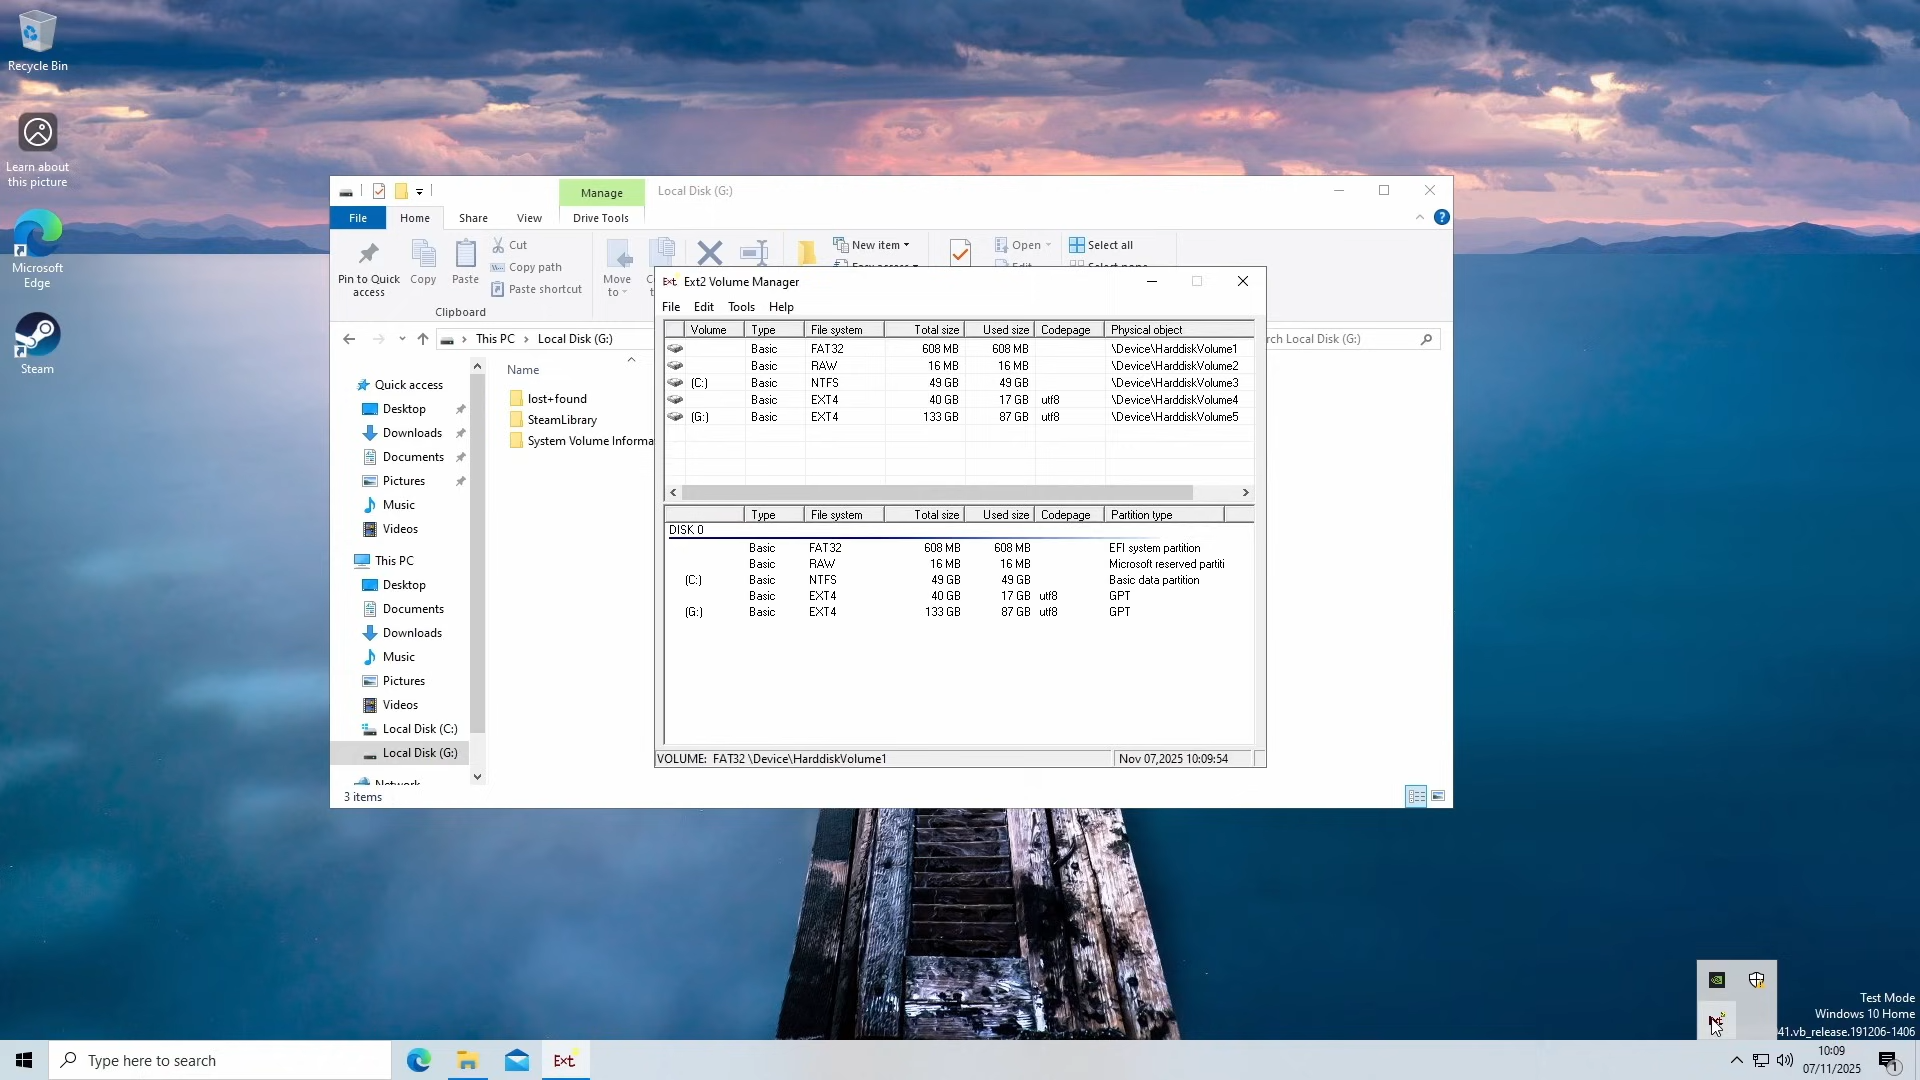 Recycle Bin
Learn about
this picture
Microsoft
Edge
Steam
Manage
Local Disk (G:)
File
Home
Share
View
Drive Tools
Pin to Quick
access
Copy
Paste
Cut
Copy path
Paste shortcut
Clipboard
Move
to
New item
Open
Select all
This PC
Local Disk (G:)
Local Disk (G:)
Quick access
Desktop
Downloads
Documents
Pictures
Music
Videos
This PC
Desktop
Documents
Downloads
Music
Pictures
Videos
Local Disk (C:)
Local Disk (G:)
Network
3 items
Name
lost+found
SteamLibrary
System Volume Informa
Ext2 Volume Manager
File Edit Tools Help
Volume Type File system Total size Used size Codepage Physical object
Basic FAT32 608 MB 608 MB \Device\HarddiskVolume1
Basic RAW 16 MB 16 MB \Device\HarddiskVolume2
(C:) Basic NTFS 49 GB 49 GB \Device\HarddiskVolume3
Basic EXT4 40 GB 17 GB utf8 \Device\HarddiskVolume4
(G:) Basic EXT4 133 GB 87 GB utf8 \Device\HarddiskVolume5
Type File system Total size Used size Codepage Partition type
DISK 0
Basic FAT32 608 MB 608 MB EFI system partition
Basic RAW 16 MB 16 MB Microsoft reserved partiti
(C:) Basic NTFS 49 GB 49 GB Basic data partition
Basic EXT4 40 GB 17 GB utf8 GPT
(G:) Basic EXT4 133 GB 87 GB utf8 GPT
VOLUME: FAT32 \Device\HarddiskVolume1
Nov 07,2025 10:09:54
Test Mode
Windows 10 Home
41.vb_release.191206-1406
Type here to search
Ext
10:09
07/11/2025
1